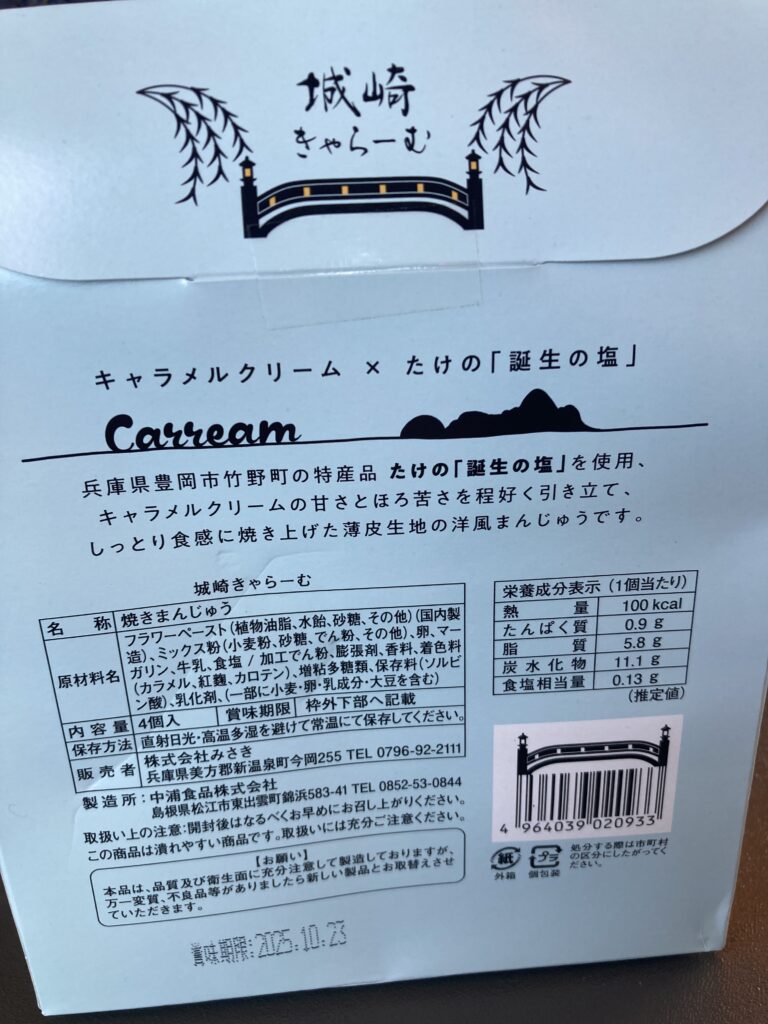 城崎
きゃらーむ
キャラメルクリーム × たけの「誕生の塩」
Carream
兵庫県豊岡市竹野町の特産品 たけの「誕生の塩」を使用、
キャラメルクリームの甘さとほろ苦さを程好く引き立て、
しっとり食感に焼き上げた薄皮生地の洋風まんじゅうです。
城崎きゃらーむ
名 称 焼きまんじゅう
原材料名 フラワーペースト(植物油脂、水飴、砂糖、その他)(国内製
造)、ミックス粉(小麦粉、砂糖、でん粉、その他)、卵、マー
ガリン、牛乳、食塩 / 加工でん粉、膨張剤、香料、着色料
(カラメル、紅麹、カロテン)、増粘多糖類、保存料(ソルビ
ン酸)、乳化剤、(一部に小麦・卵・乳成分・大豆を含む)
内容量 4個入 賞味期限 枠外下部へ記載
保存方法 直射日光・高温多湿を避けて常温にて保存してください。
販売者 株式会社みさき
兵庫県美方郡新温泉町今岡255 TEL 0796-92-2111
製造所:中浦食品株式会社
島根県松江市東出雲町錦浜583-41 TEL 0852-53-0844
取扱い上の注意:開封後はなるべくお早めにお召し上がりください。
この商品は潰れやすい商品です。取扱いには充分ご注意ください。
【お願い】
本品は、品質及び衛生面に充分注意して製造しておりますが、
万一変質、不良品等がありましたら新しい製品とお取替えさせ
ていただきます。
賞味期限:2025.10.23
栄養成分表示(1個当たり)
熱 量 100 kcal
たんぱく質 0.9 g
脂 質 5.8 g
炭水化物 11.1 g
食塩相当量 0.13 g
(推定値)
4 964039 020933
紙
外箱
プラ
個包装
処分する際は市町村
の区分にしたがってく
ださい。